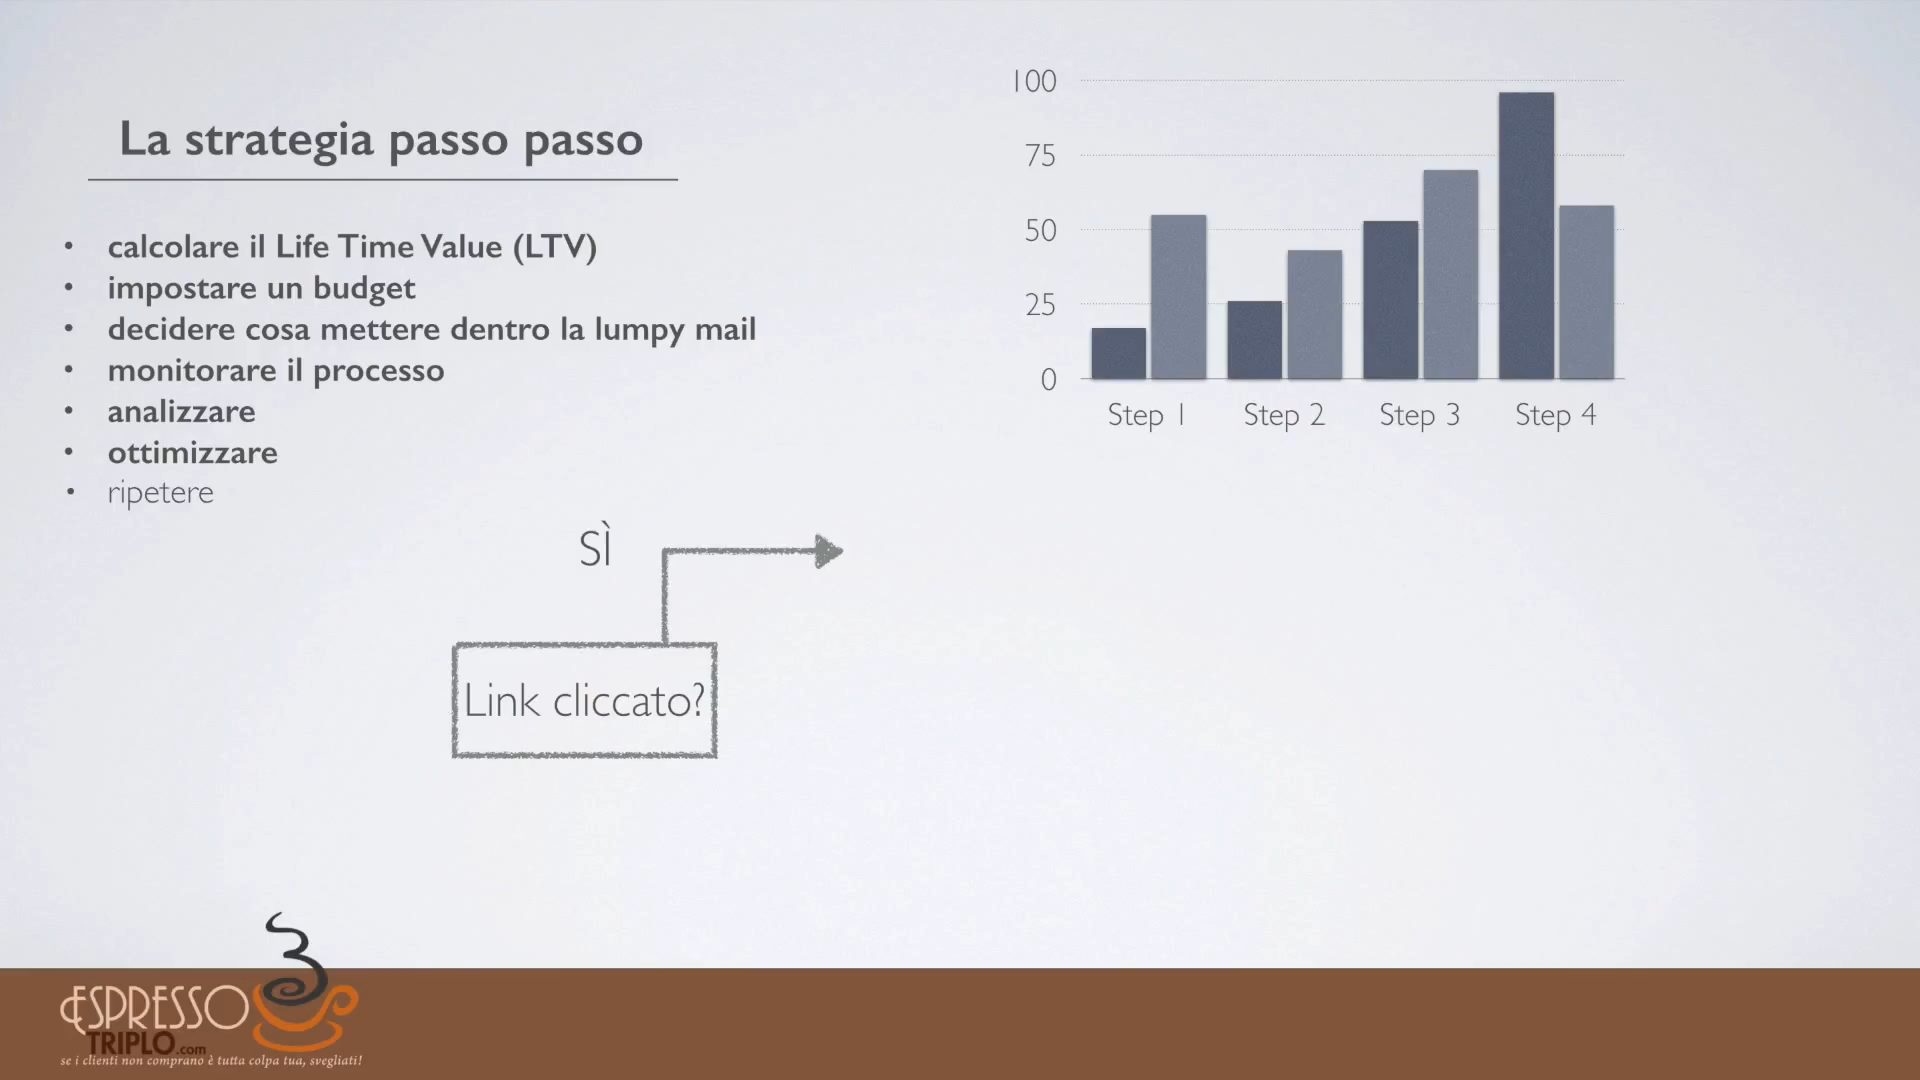 La strategia passo passo
• calcolare il Life Time Value (LTV)
• impostare un budget
• decidere cosa mettere dentro la lumpy mail
• monitorare il processo
• analizzare
• ottimizzare
• ripetere
100
75
50
25
0
Step 1
Step 2
Step 3
Step 4
SÌ
Link cliccato?
ESPRESSO
3
TRIPLO.com
se i clienti non comprano è tutta colpa tua, svegliati!